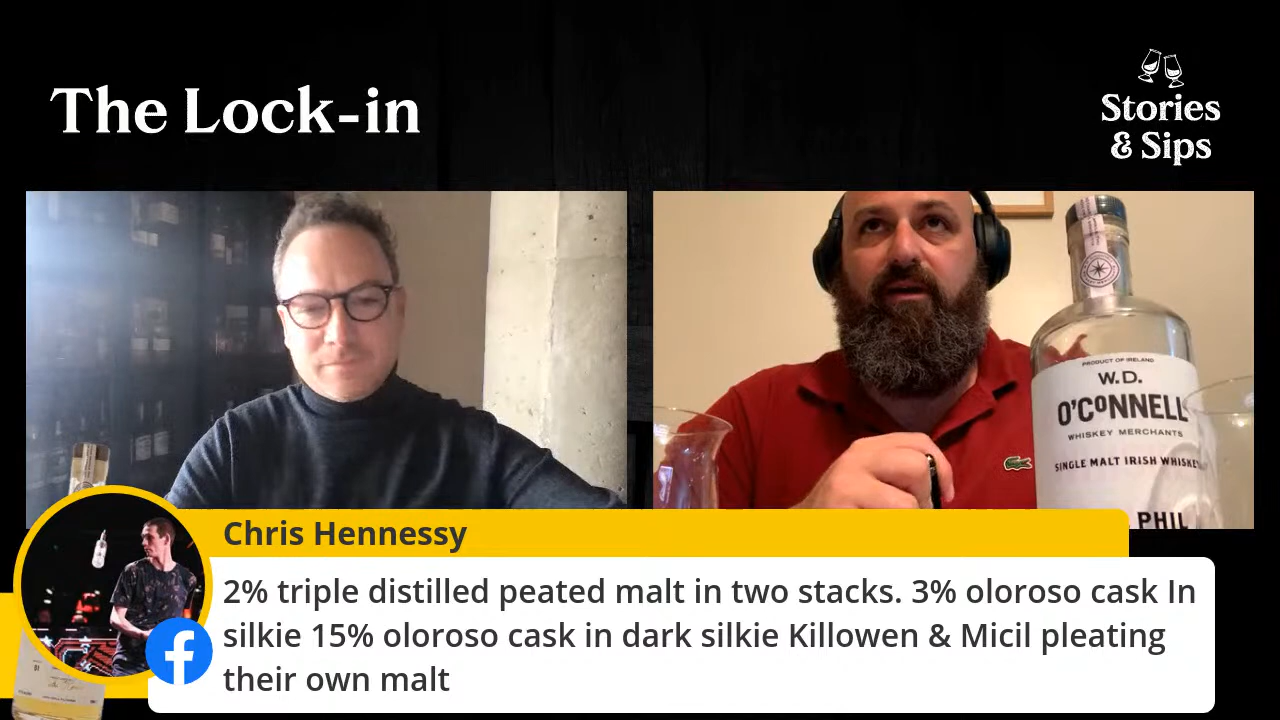 The Lock-in
Stories
& Sips
PRODUCT OF IRELAND
W.D.
O'CONNELL
WHISKEY MERCHANTS
SINGLE MALT IRISH WHISKEY
PHIL
Chris Hennessy
2% triple distilled peated malt in two stacks. 3% oloroso cask In
silkie 15% oloroso cask in dark silkie Killowen & Micil pleating
their own malt